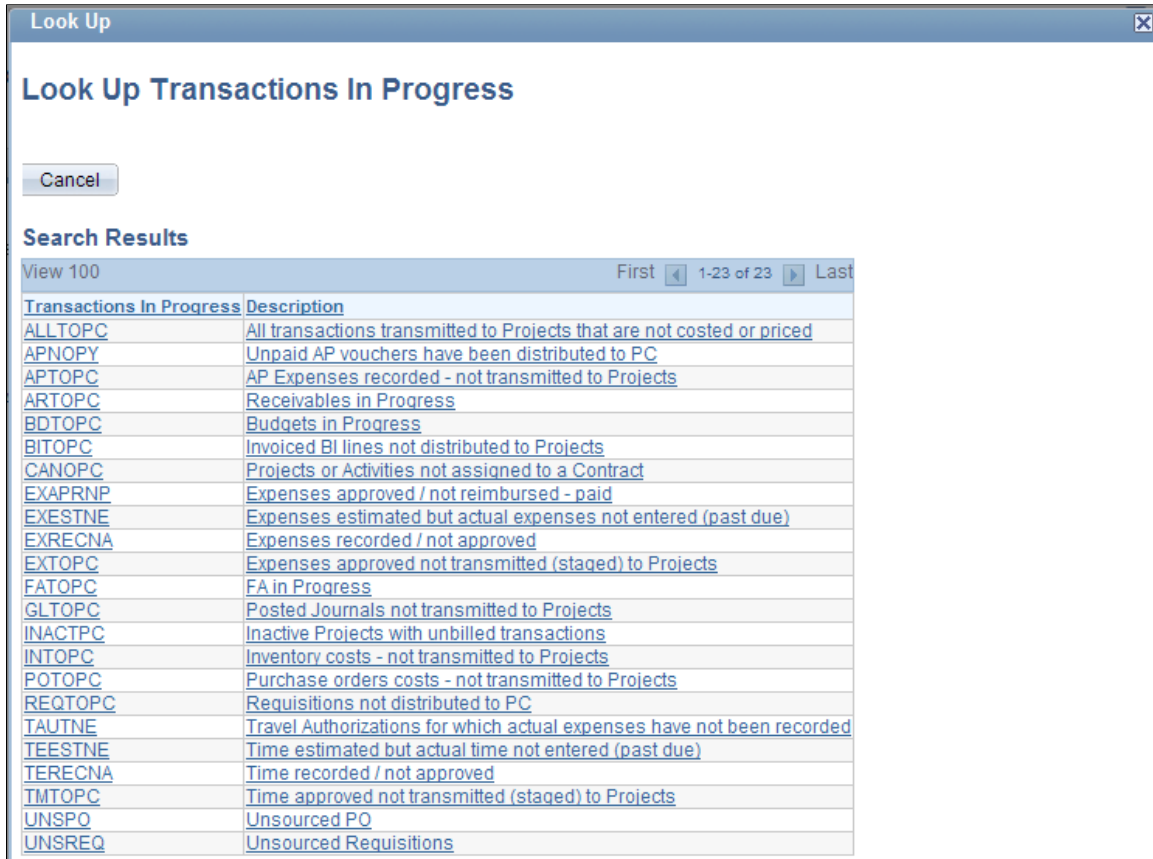 Look Up
Look Up Transactions In Progress
Cancel
Search Results
View 100 First 1-23 of 23 Last
Transactions In Progress Description
ALLTOPC All transactions transmitted to Projects that are not costed or priced
APNOPY Unpaid AP vouchers have been distributed to PC
APTOPC AP Expenses recorded - not transmitted to Projects
ARTOPC Receivables in Progress
BDTOPC Budgets in Progress
BITOPC Invoiced BI lines not distributed to Projects
CANOPC Projects or Activities not assigned to a Contract
EXAPRNP Expenses approved / not reimbursed - paid
EXESTNE Expenses estimated but actual expenses not entered (past due)
EXRECNA Expenses recorded / not approved
EXTOPC Expenses approved not transmitted (staged) to Projects
FATOPC FA in Progress
GLTOPC Posted Journals not transmitted to Projects
INACTPC Inactive Projects with unbilled transactions
INTOPC Inventory costs - not transmitted to Projects
POTOPC Purchase orders costs - not transmitted to Projects
REQTOPC Requisitions not distributed to PC
TAUTNE Travel Authorizations for which actual expenses have not been recorded
TEESTNE Time estimated but actual time not entered (past due)
TERECNA Time recorded / not approved
TMTOPC Time approved not transmitted (staged) to Projects
UNSPO Unsourced PO
UNSREQ Unsourced Requisitions